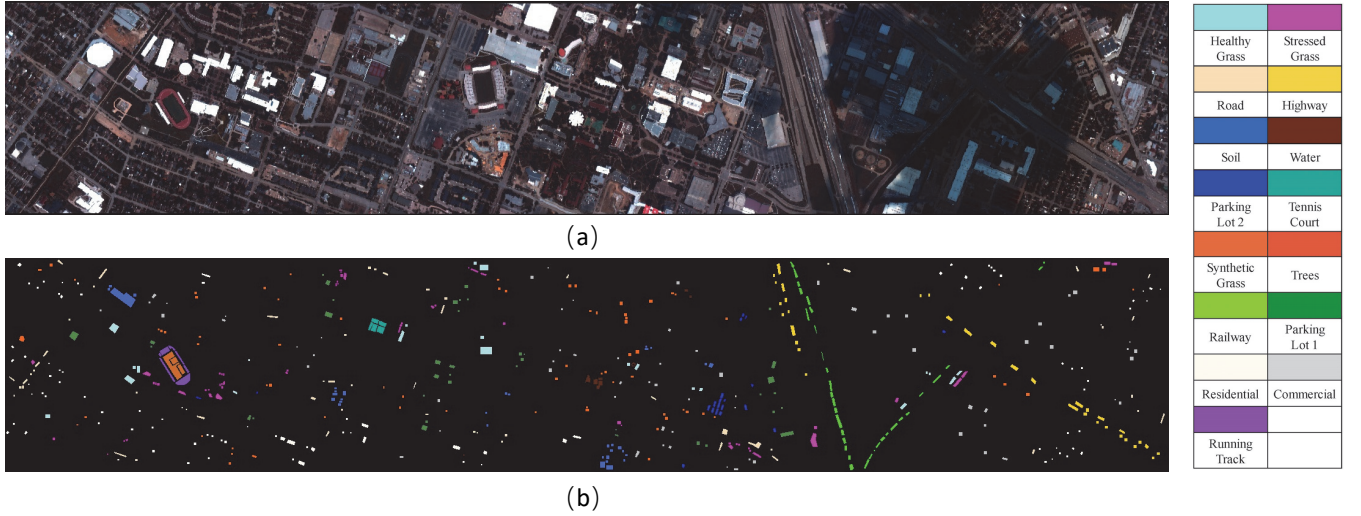 (a)
(b)
Healthy Grass
Stressed Grass
Road
Highway
Soil
Water
Parking Lot 2
Tennis Court
Synthetic Grass
Trees
Railway
Parking Lot 1
Residential
Commercial
Running Track